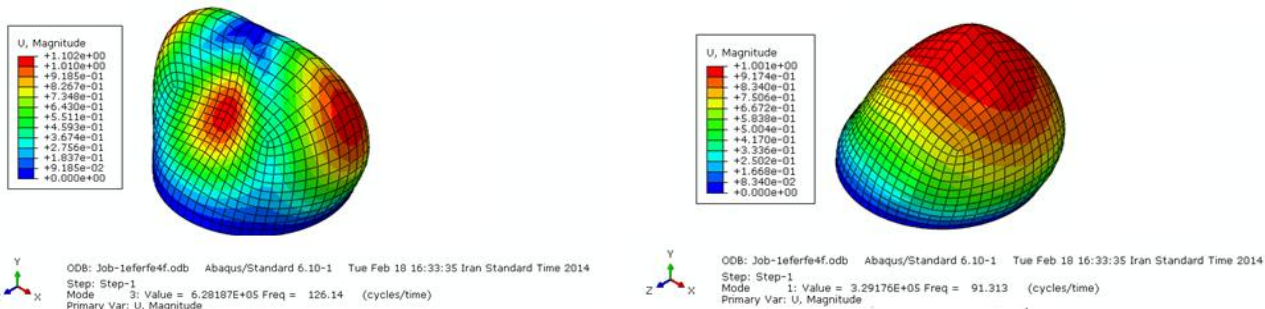 U, Magnitude
+1.102e+00
+1.010e+00
+9.185e-01
+8.267e-01
+7.348e-01
+6.430e-01
+5.511e-01
+4.593e-01
+3.674e-01
+2.756e-01
+1.837e-01
+9.185e-02
+0.000e+00
Y
X
ODB: Job-1eferfe4f.odb Abaqus/Standard 6.10-1 Tue Feb 18 16:33:35 Iran Standard Time 2014
Step: Step-1
Mode 3: Value = 6.28187E+05 Freq = 126.14 (cycles/time)
Primary Var: U, Magnitude
U, Magnitude
+1.001e+00
+9.174e-01
+8.340e-01
+7.506e-01
+6.672e-01
+5.838e-01
+5.004e-01
+4.170e-01
+3.336e-01
+2.502e-01
+1.668e-01
+8.340e-02
+0.000e+00
Y
Z X
ODB: Job-1eferfe4f.odb Abaqus/Standard 6.10-1 Tue Feb 18 16:33:35 Iran Standard Time 2014
Step: Step-1
Mode 1: Value = 3.29176E+05 Freq = 91.313 (cycles/time)
Primary Var: U, Magnitude